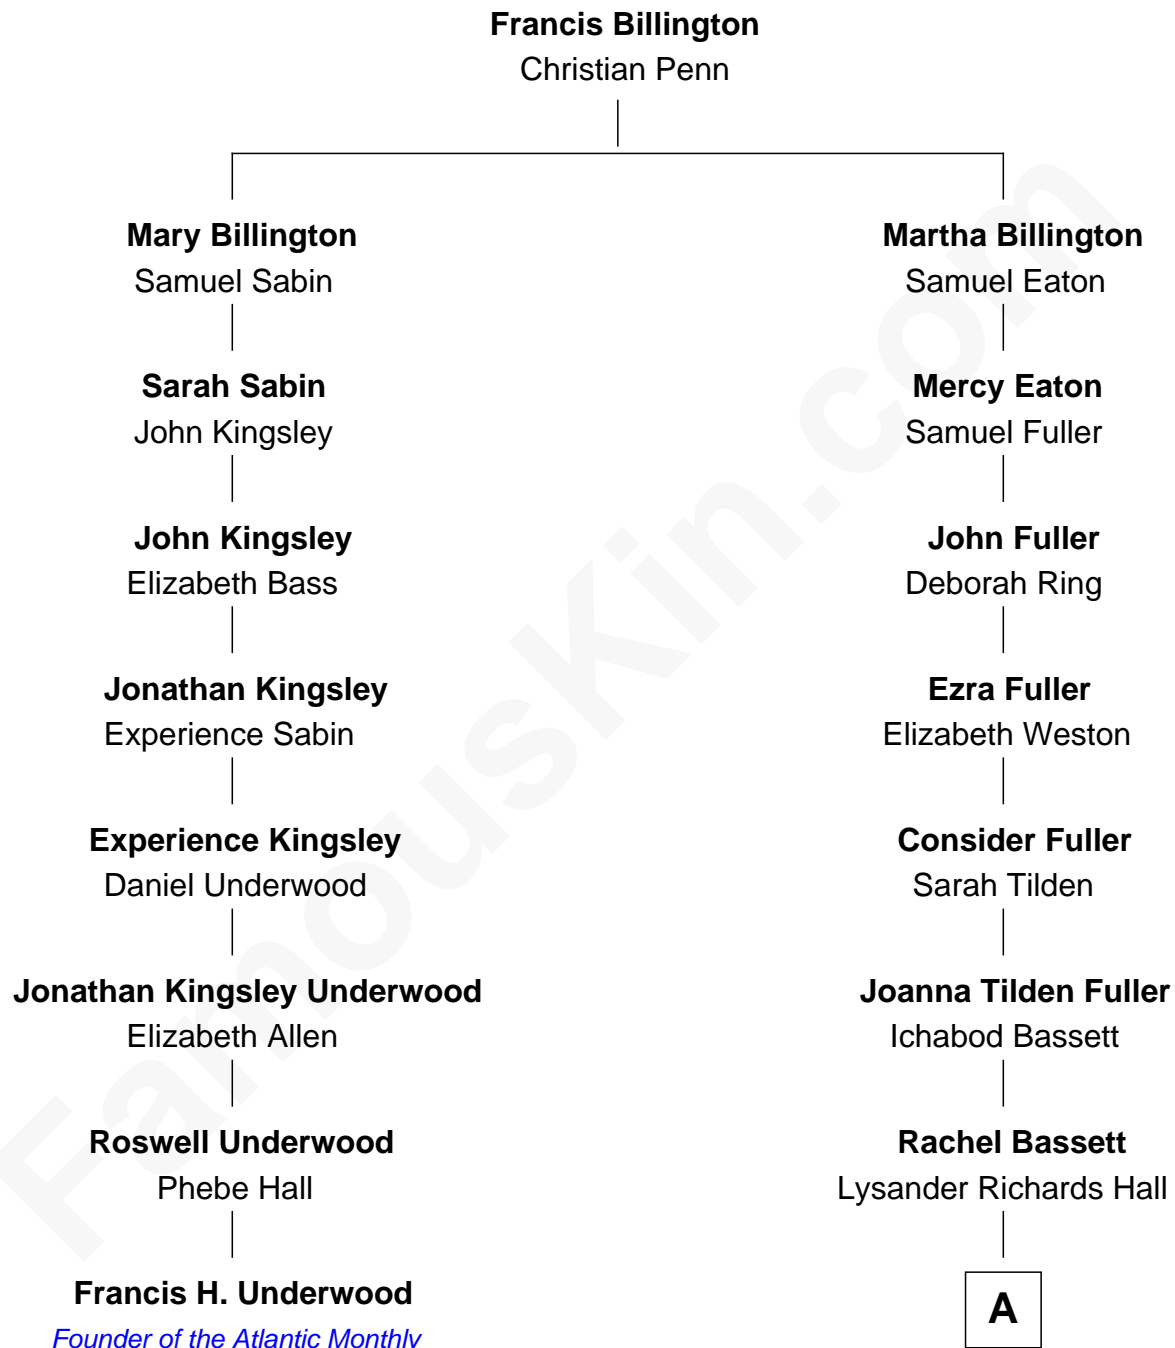 Francis Billington
Christian Penn
Mary Billington
Samuel Sabin
Sarah Sabin
John Kingsley
John Kingsley
Elizabeth Bass
Jonathan Kingsley
Experience Sabin
Experience Kingsley
Daniel Underwood
Jonathan Kingsley Underwood
Elizabeth Allen
Roswell Underwood
Phebe Hall
Francis H. Underwood
Founder of the Atlantic Monthly
Martha Billington
Samuel Eaton
Mercy Eaton
Samuel Fuller
John Fuller
Deborah Ring
Ezra Fuller
Elizabeth Weston
Consider Fuller
Sarah Tilden
Joanna Tilden Fuller
Ichabod Bassett
Rachel Bassett
Lysander Richards Hall
A
FamousKin.com